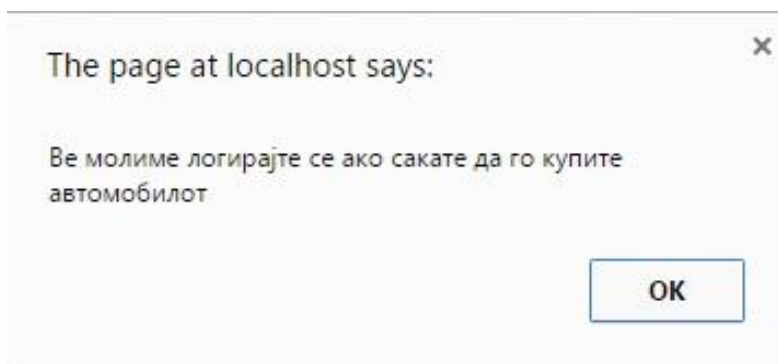 The page at localhost says:
Ве молиме логирајте се ако сакате да го купите
автомобилот
OK